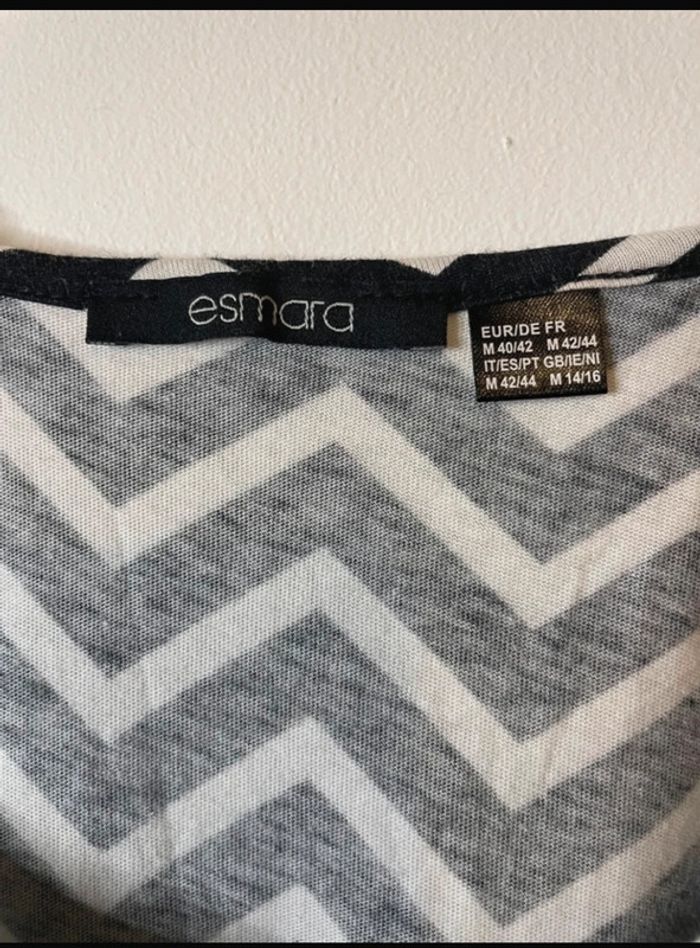 esmara
EUR/DE FR
M 40/42 M 42/44
IT/ES/PT GB/IE/NI
M 42/44 M 14/16